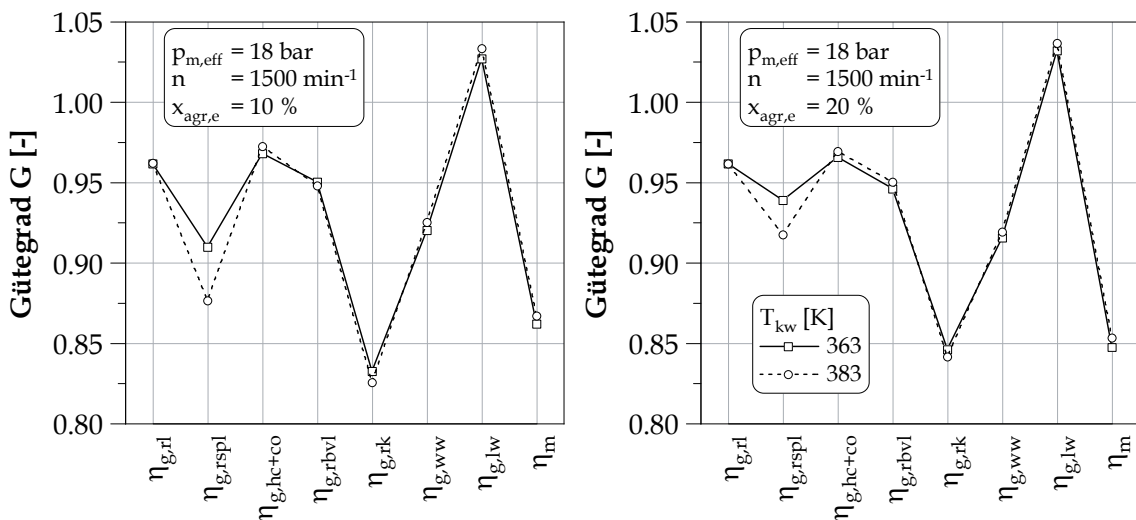 Gütegrad G [-]
1.05
1.00
0.95
0.90
0.85
0.80
p_m,eff = 18 bar
n = 1500 min⁻¹
x_agr,e = 10 %
η_g,rl
η_g,rspl
η_g,hc+co
η_g,rbvl
η_g,rk
η_g,ww
η_g,lw
η_m
Gütegrad G [-]
1.05
1.00
0.95
0.90
0.85
0.80
p_m,eff = 18 bar
n = 1500 min⁻¹
x_agr,e = 20 %
T_kw [K]
363
383
η_g,rl
η_g,rspl
η_g,hc+co
η_g,rbvl
η_g,rk
η_g,ww
η_g,lw
η_m